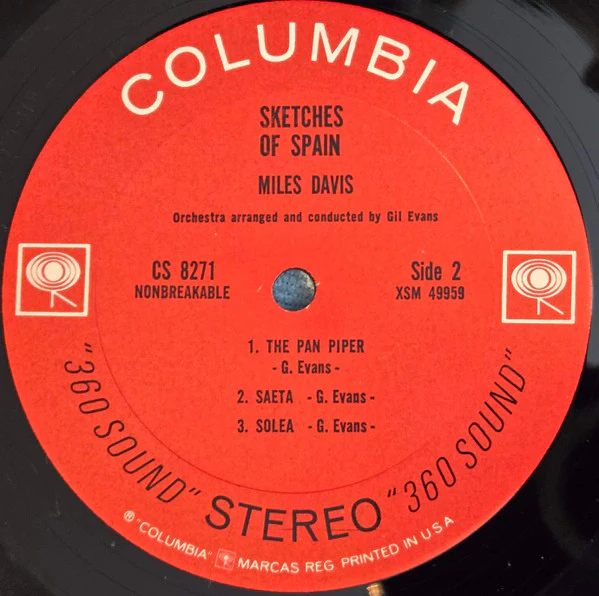 COLUMBIA
SKETCHES
OF SPAIN
MILES DAVIS
Orchestra arranged and conducted by Gil Evans
CS 8271
NONBREAKABLE
Side 2
XSM 49959
1. THE PAN PIPER
- G. Evans -
2. SAETA - G. Evans -
3. SOLEA - G. Evans -
"360 SOUND" STEREO "360 SOUND"
® "COLUMBIA" MARCAS REG. PRINTED IN U.S.A.